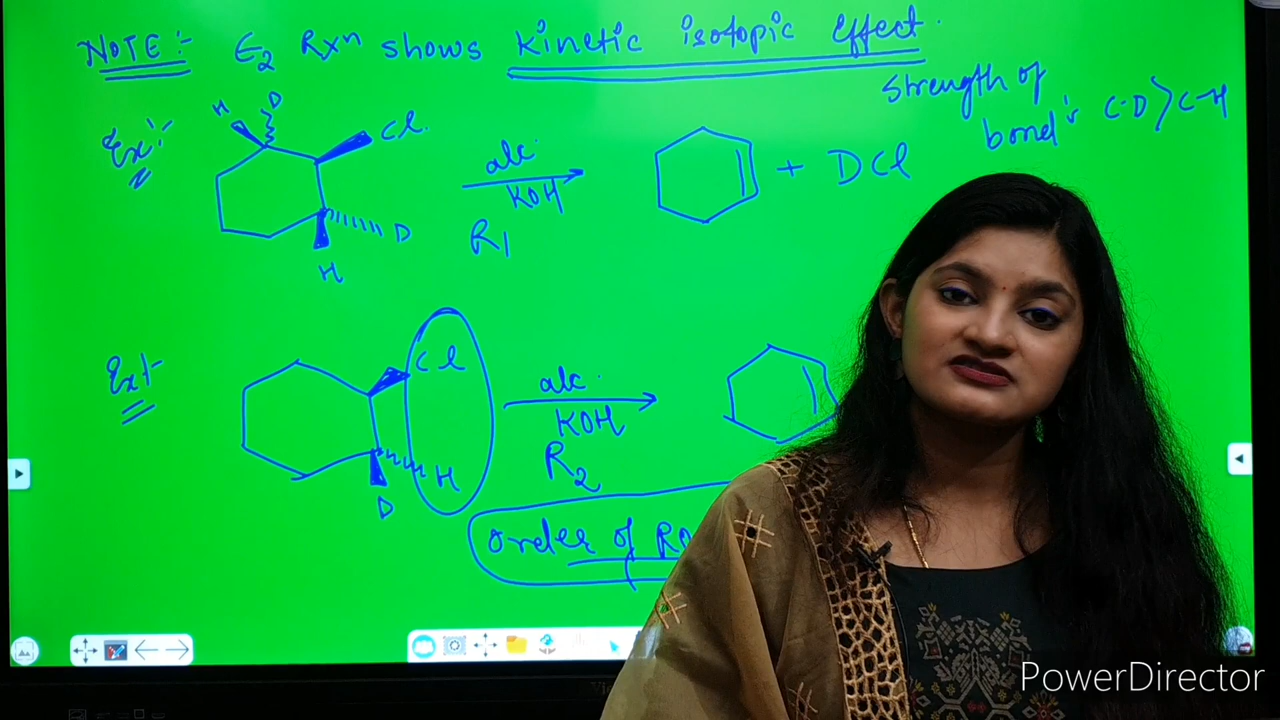 NOTE:- E2 Rxn shows kinetic isotopic Effect.
Strength of
bond's C-D > C-H
Ex:-
H
D
Cl.
alc.
KOH
R1
+ DCl
D
H
Ex:-
Cl
H
D
alc.
KOH
R2
Order of
PowerDirector